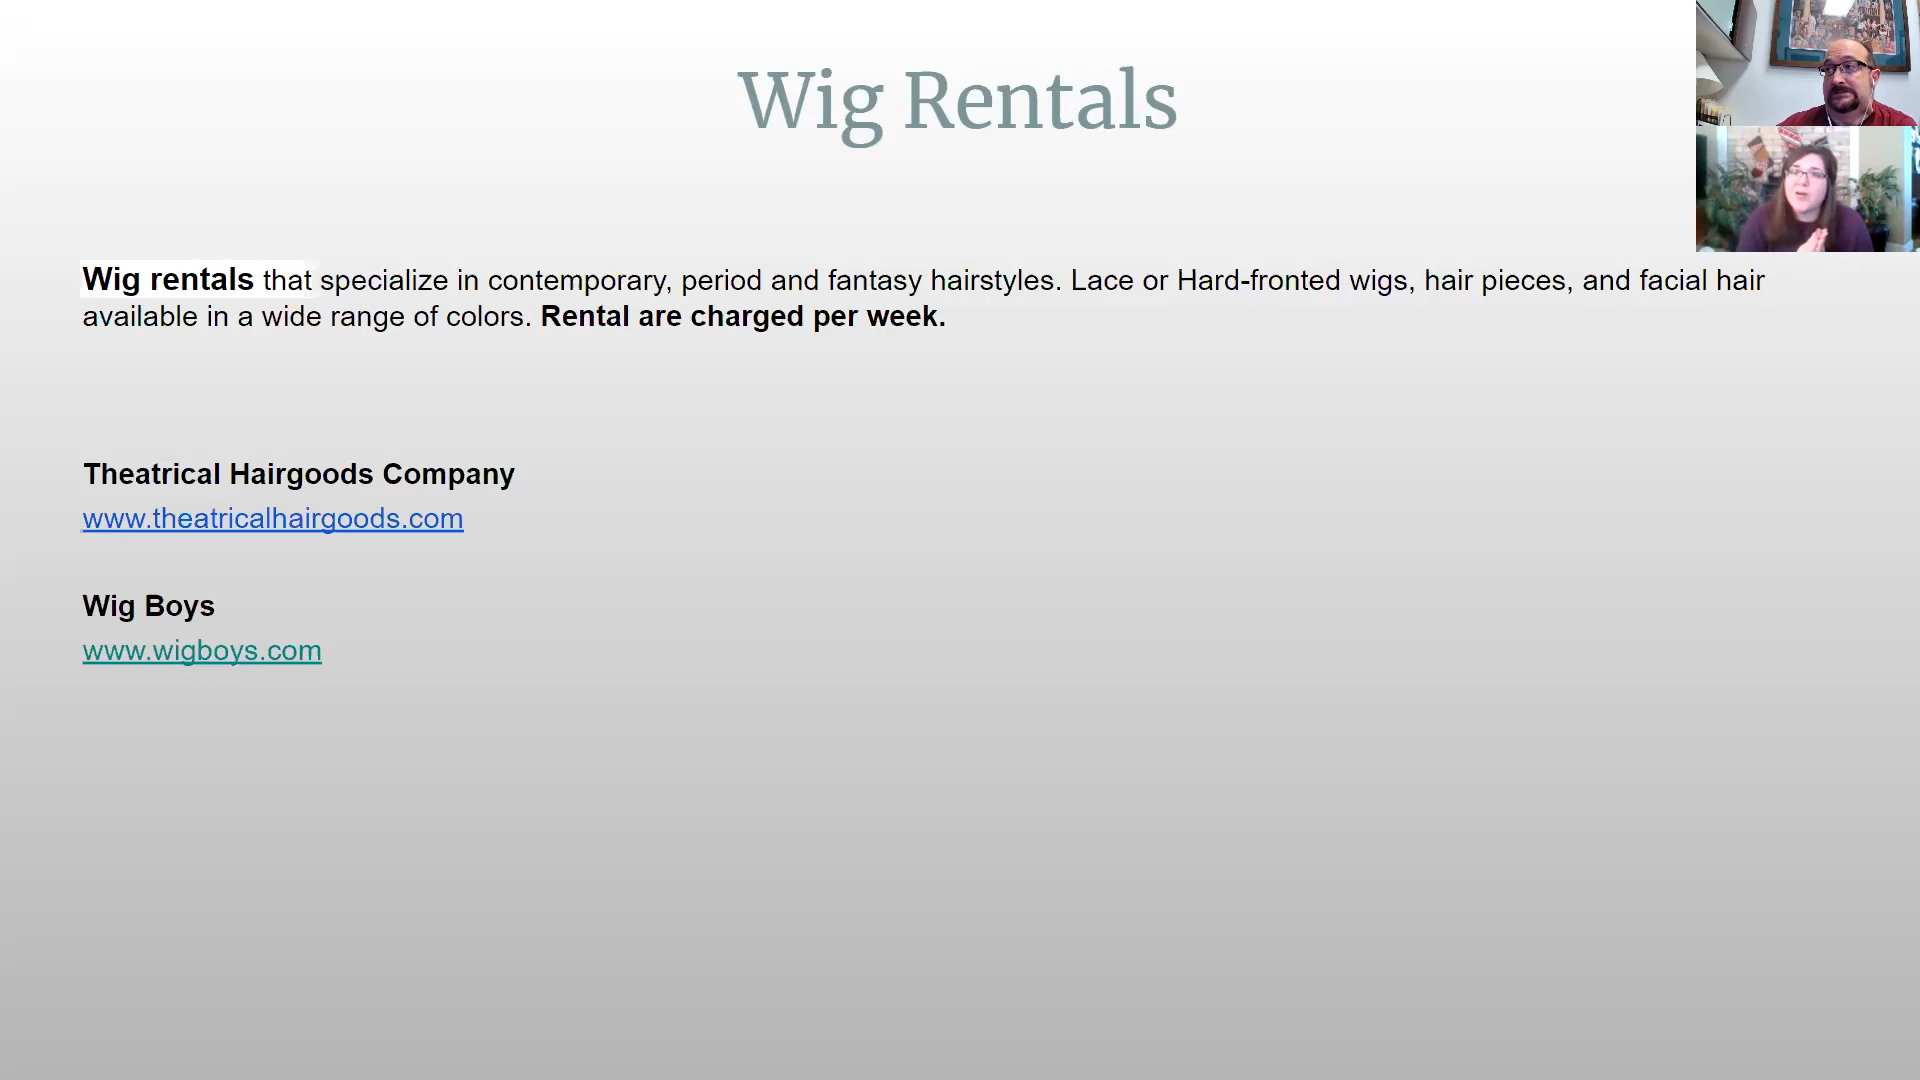 Wig Rentals
Wig rentals that specialize in contemporary, period and fantasy hairstyles. Lace or Hard-fronted wigs, hair pieces, and facial hair
available in a wide range of colors. Rental are charged per week.
Theatrical Hairgoods Company
www.theatricalhairgoods.com
Wig Boys
www.wigboys.com